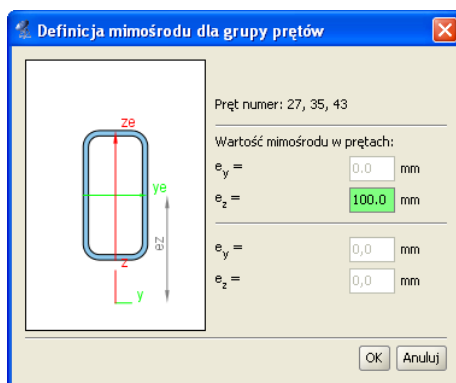 Definicja mimośrodu dla grupy prętów
ze
ye
ez
z
y
Pręt numer: 27, 35, 43
Wartość mimośrodu w prętach:
ey = 0.0 mm
ez = 100.0 mm
ey = 0,0 mm
ez = 0,0 mm
OK Anuluj